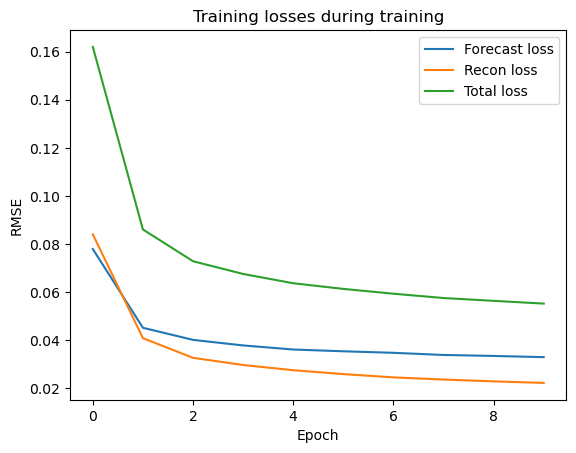 Training losses during training
Forecast loss
Recon loss
Total loss
RMSE
0.16
0.14
0.12
0.10
0.08
0.06
0.04
0.02
0 2 4 6 8
Epoch